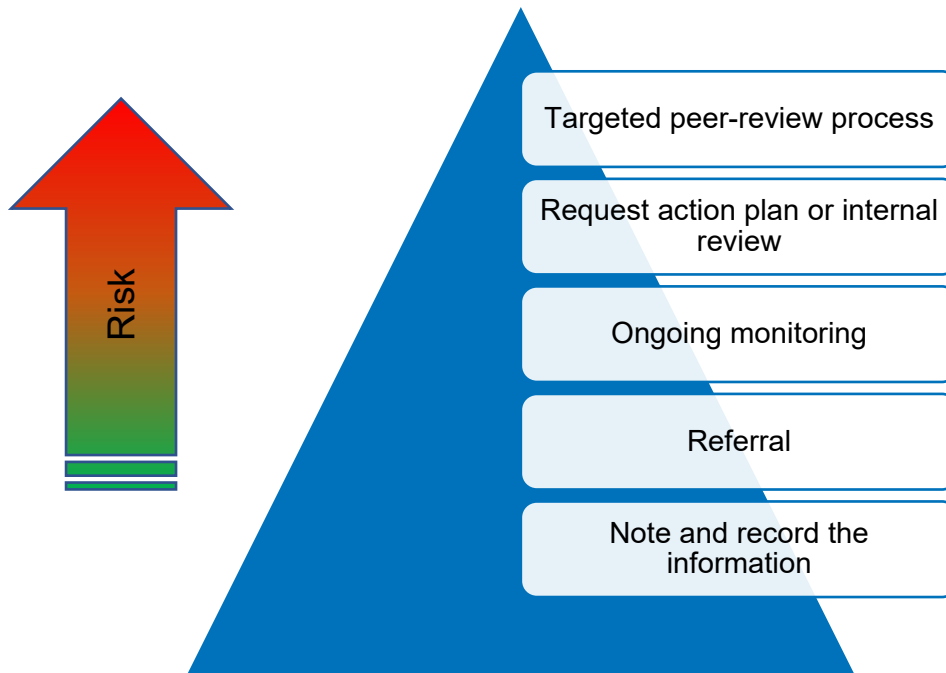 Targeted peer-review process
Request action plan or internal
review
Risk
Ongoing monitoring
Referral
Note and record the
information